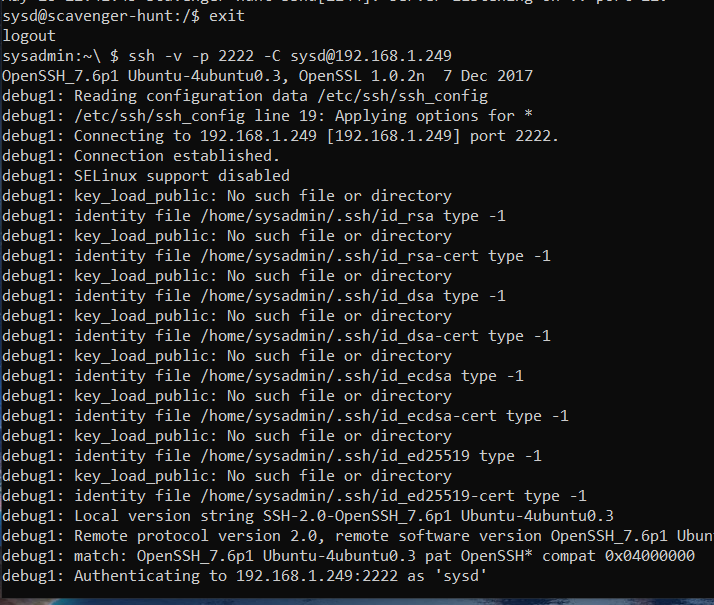 sysd@scavenger-hunt:/$ exit
logout
sysadmin:~\ $ ssh -v -p 2222 -C sysd@192.168.1.249
OpenSSH_7.6p1 Ubuntu-4ubuntu0.3, OpenSSL 1.0.2n  7 Dec 2017
debug1: Reading configuration data /etc/ssh/ssh_config
debug1: /etc/ssh/ssh_config line 19: Applying options for *
debug1: Connecting to 192.168.1.249 [192.168.1.249] port 2222.
debug1: Connection established.
debug1: SELinux support disabled
debug1: key_load_public: No such file or directory
debug1: identity file /home/sysadmin/.ssh/id_rsa type -1
debug1: key_load_public: No such file or directory
debug1: identity file /home/sysadmin/.ssh/id_rsa-cert type -1
debug1: key_load_public: No such file or directory
debug1: identity file /home/sysadmin/.ssh/id_dsa type -1
debug1: key_load_public: No such file or directory
debug1: identity file /home/sysadmin/.ssh/id_dsa-cert type -1
debug1: key_load_public: No such file or directory
debug1: identity file /home/sysadmin/.ssh/id_ecdsa type -1
debug1: key_load_public: No such file or directory
debug1: identity file /home/sysadmin/.ssh/id_ecdsa-cert type -1
debug1: key_load_public: No such file or directory
debug1: identity file /home/sysadmin/.ssh/id_ed25519 type -1
debug1: key_load_public: No such file or directory
debug1: identity file /home/sysadmin/.ssh/id_ed25519-cert type -1
debug1: Local version string SSH-2.0-OpenSSH_7.6p1 Ubuntu-4ubuntu0.3
debug1: Remote protocol version 2.0, remote software version OpenSSH_7.6p1 Ubun
debug1: match: OpenSSH_7.6p1 Ubuntu-4ubuntu0.3 pat OpenSSH* compat 0x04000000
debug1: Authenticating to 192.168.1.249:2222 as 'sysd'